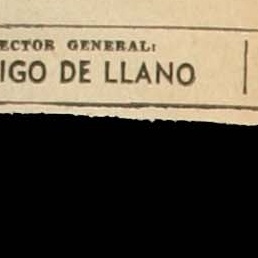 ECTOR GENERAL:
IGO DE LLANO